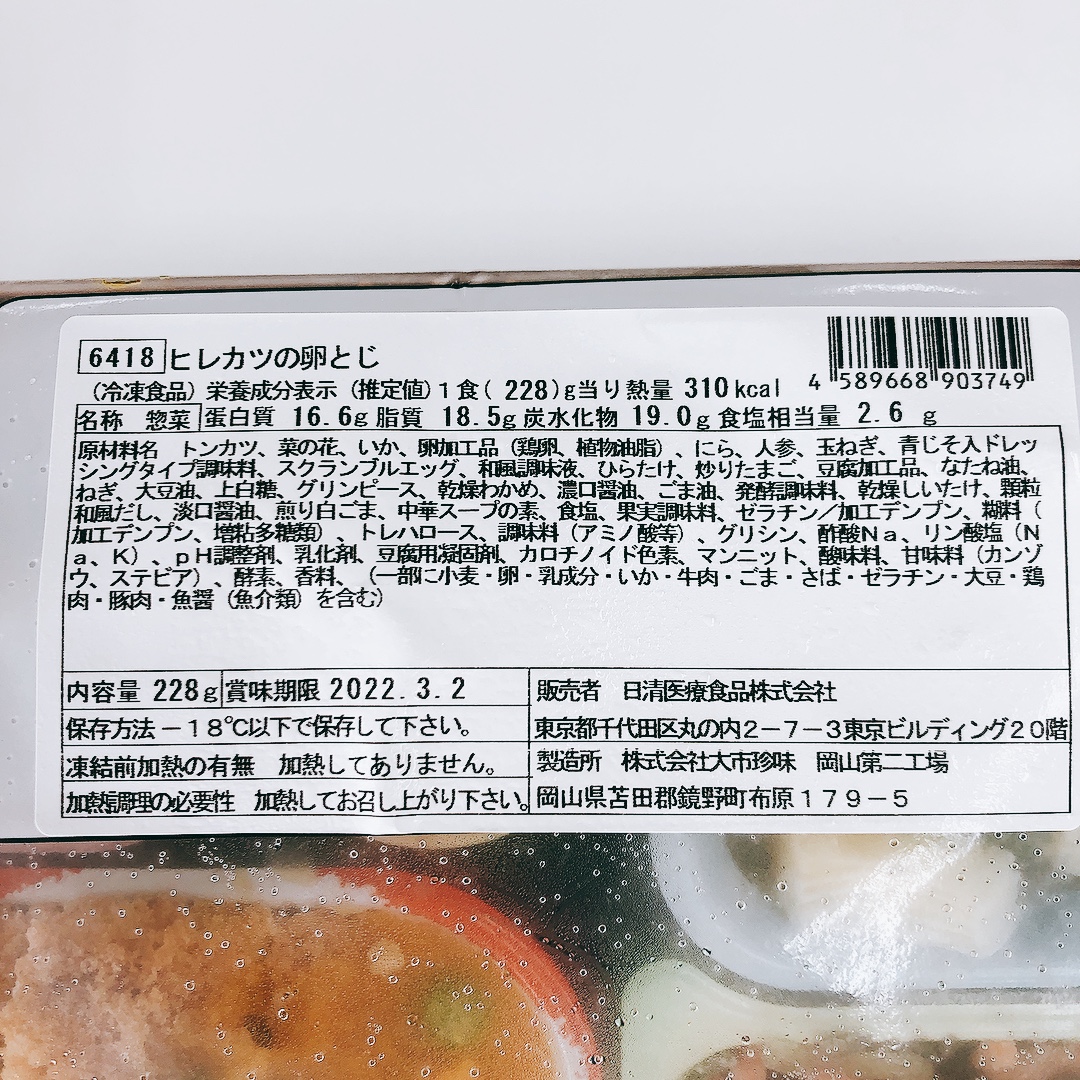 6418 ヒレカツの卵とじ
(冷凍食品) 栄養成分表示 (推定値) 1食( 228)g当り 熱量 310kcal
4 589668 903749
名称 惣菜 蛋白質 16.6g 脂質 18.5g 炭水化物 19.0g 食塩相当量 2.6 g
原材料名 トンカツ、菜の花、いか、卵加工品（鶏卵、植物油脂）、にら、人参、玉ねぎ、青じそ入ドレッ
シングタイプ調味料、スクランブルエッグ、和風調味液、ひらたけ、炒りたまご、豆腐加工品、なたね油、
ねぎ、大豆油、上白糖、グリンピース、乾燥わかめ、濃口醤油、ごま油、発酵調味料、乾燥しいたけ、顆粒
和風だし、淡口醤油、煎り白ごま、中華スープの素、食塩、果実調味料、ゼラチン／加工デンプン、糊料（
加工デンプン、増粘多糖類）、トレハロース、調味料（アミノ酸等）、グリシン、酢酸Ｎａ、リン酸塩（Ｎ
ａ、Ｋ）、ｐＨ調整剤、乳化剤、豆腐用凝固剤、カロチノイド色素、マンニット、酸味料、甘味料（カンゾ
ウ、ステビア）、酵素、香料、（一部に小麦・卵・乳成分・いか・牛肉・ごま・さば・ゼラチン・大豆・鶏
肉・豚肉・魚醤（魚介類）を含む）
内容量 228g 賞味期限 2022.3.2
保存方法 －１８℃以下で保存して下さい。
凍結前加熱の有無 加熱してありません。
加熱調理の必要性 加熱してお召し上がり下さい。
販売者 日清医療食品株式会社
東京都千代田区丸の内２－７－３東京ビルディング２０階
製造所 株式会社大市珍味 岡山第二工場
岡山県苫田郡鏡野町布原１７９－５